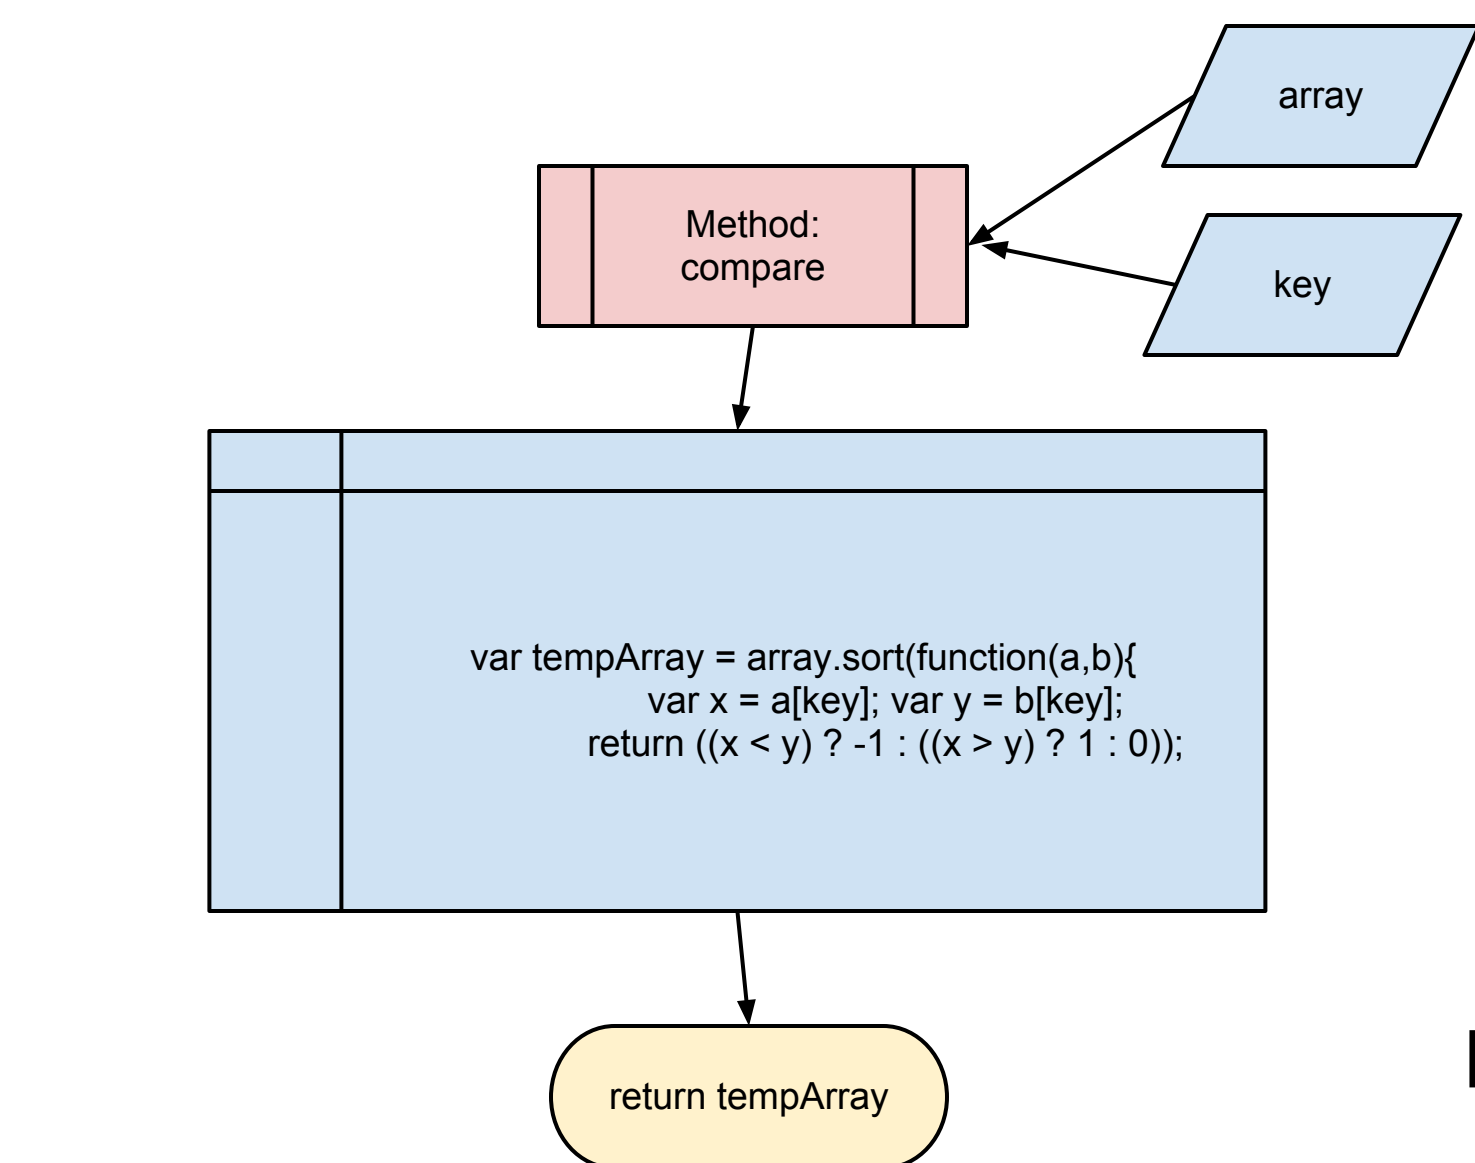 array
Method:
compare
key
var tempArray = array.sort(function(a,b){
var x = a[key]; var y = b[key];
return ((x < y) ? -1 : ((x > y) ? 1 : 0));
return tempArray